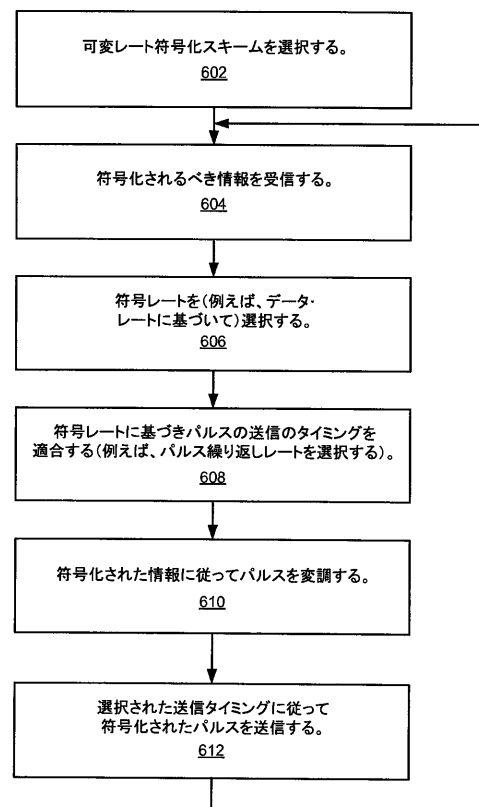 可変レート符号化スキームを選択する。
602
符号化されるべき情報を受信する。
604
符号レートを(例えば、データ・
レートに基づいて)選択する。
606
符号レートに基づきパルスの送信のタイミングを
適合する(例えば、パルス繰り返しレートを選択する)。
608
符号化された情報に従ってパルスを変調する。
610
選択された送信タイミングに従って
符号化されたパルスを送信する。
612